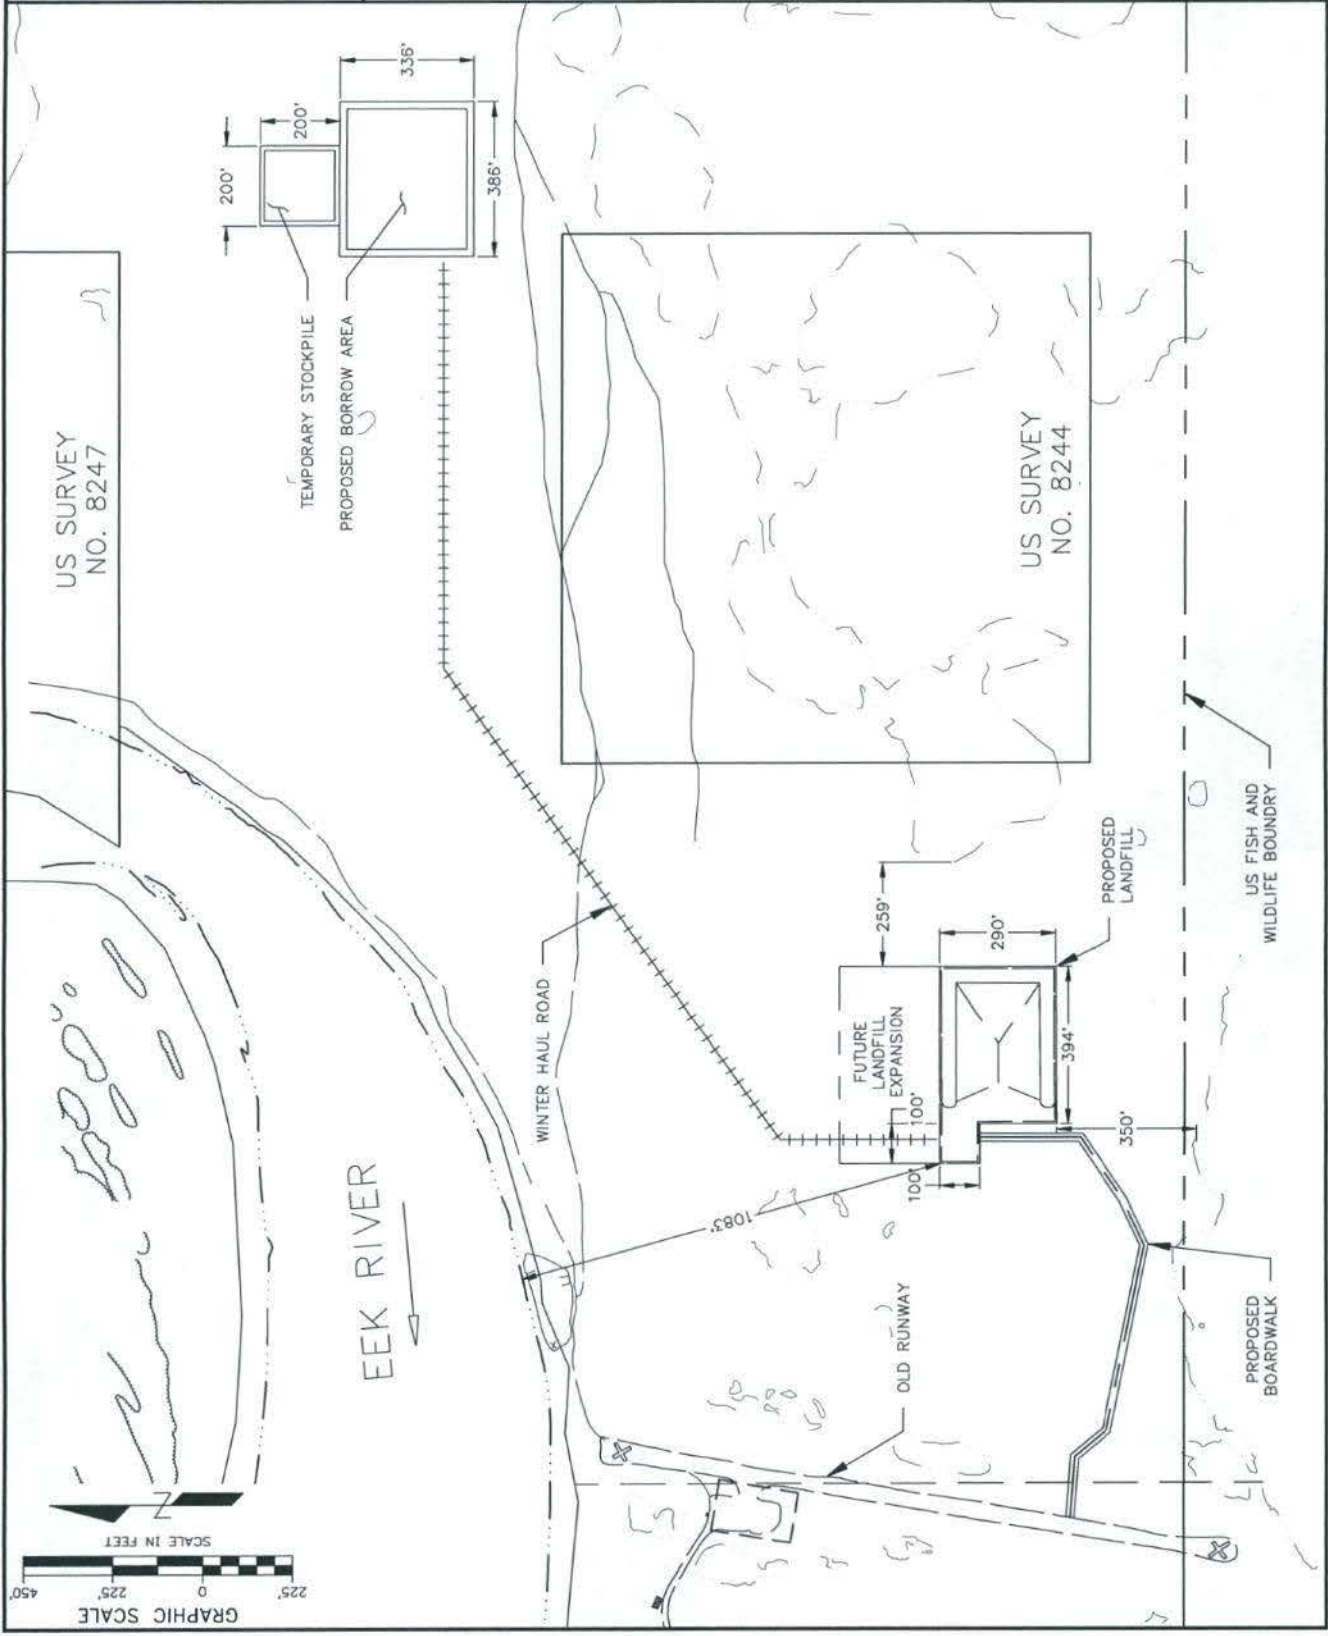 336'
200'
200'
386'
US SURVEY
NO. 8247
TEMPORARY STOCKPILE
PROPOSED BORROW AREA
US SURVEY
NO. 8244
WINTER HAUL ROAD
259'
FUTURE
LANDFILL
EXPANSION
290'
PROPOSED
LANDFILL
394'
100'
100'
350'
US FISH AND
WILDLIFE BOUNDRY
EEK RIVER
1083'
OLD RUNWAY
PROPOSED
BOARDWALK
N
GRAPHIC SCALE
225' 0 225' 450'
SCALE IN FEET